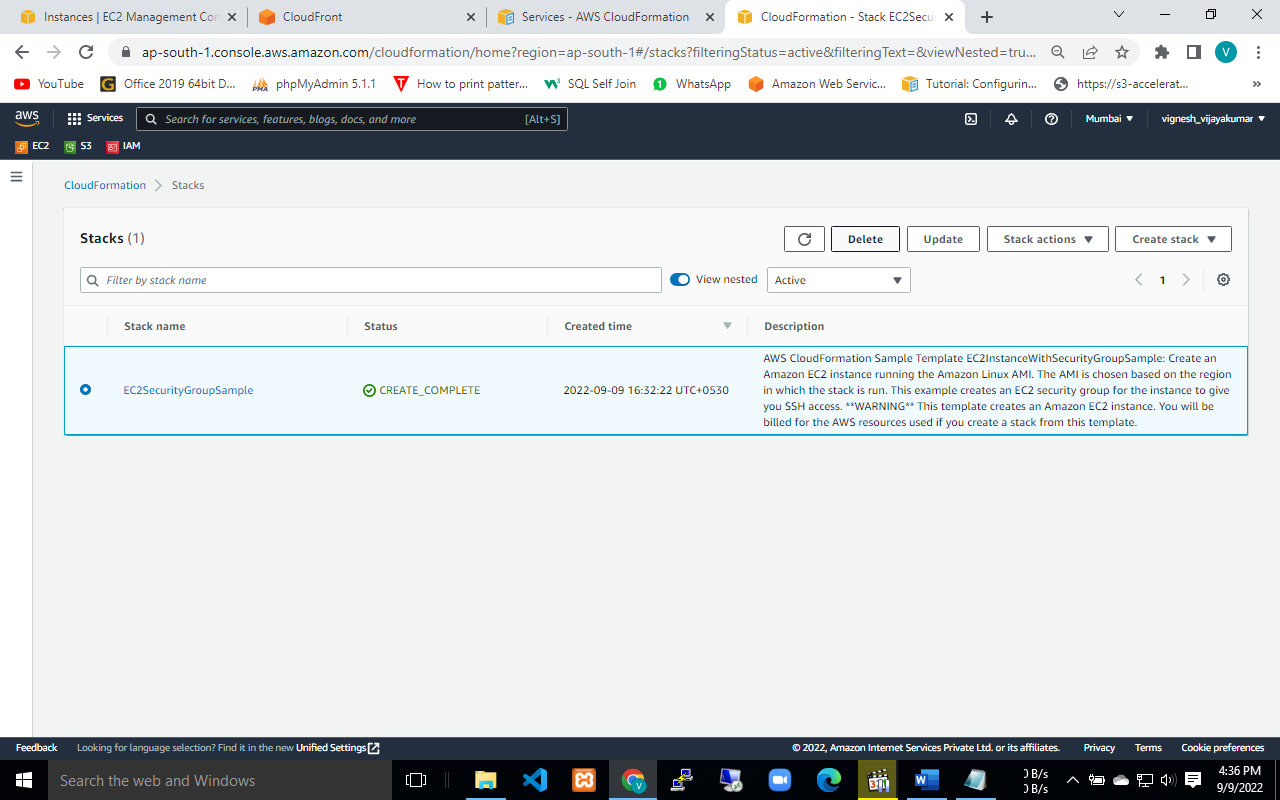 Instances | EC2 Management Con
CloudFront
Services - AWS CloudFormation
CloudFormation - Stack EC2Secu
ap-south-1.console.aws.amazon.com/cloudformation/home?region=ap-south-1#/stacks?filteringStatus=active&filteringText=&viewNested=tru...
V
YouTube
Office 2019 64bit D...
phpMyAdmin 5.1.1
How to print patter...
SQL Self Join
WhatsApp
Amazon Web Servic...
Tutorial: Configurin...
https://s3-accelerat...
»
aws
Services
Search for services, features, blogs, docs, and more
[Alt+S]
Mumbai
vignesh_vijayakumar
EC2
S3
IAM
CloudFormation
Stacks
Stacks (1)
Delete
Update
Stack actions
Create stack
Filter by stack name
View nested
Active
1
Stack name
Status
Created time
Description
EC2SecurityGroupSample
CREATE_COMPLETE
2022-09-09 16:32:22 UTC+0530
AWS CloudFormation Sample Template EC2InstanceWithSecurityGroupSample: Create an
Amazon EC2 instance running the Amazon Linux AMI. The AMI is chosen based on the region
in which the stack is run. This example creates an EC2 security group for the instance to give
you SSH access. **WARNING** This template creates an Amazon EC2 instance. You will be
billed for the AWS resources used if you create a stack from this template.
Feedback
Looking for language selection? Find it in the new Unified Settings
© 2022, Amazon Internet Services Private Ltd. or its affiliates.
Privacy
Terms
Cookie preferences
Search the web and Windows
0 B/s
0 B/s
4:36 PM
9/9/2022